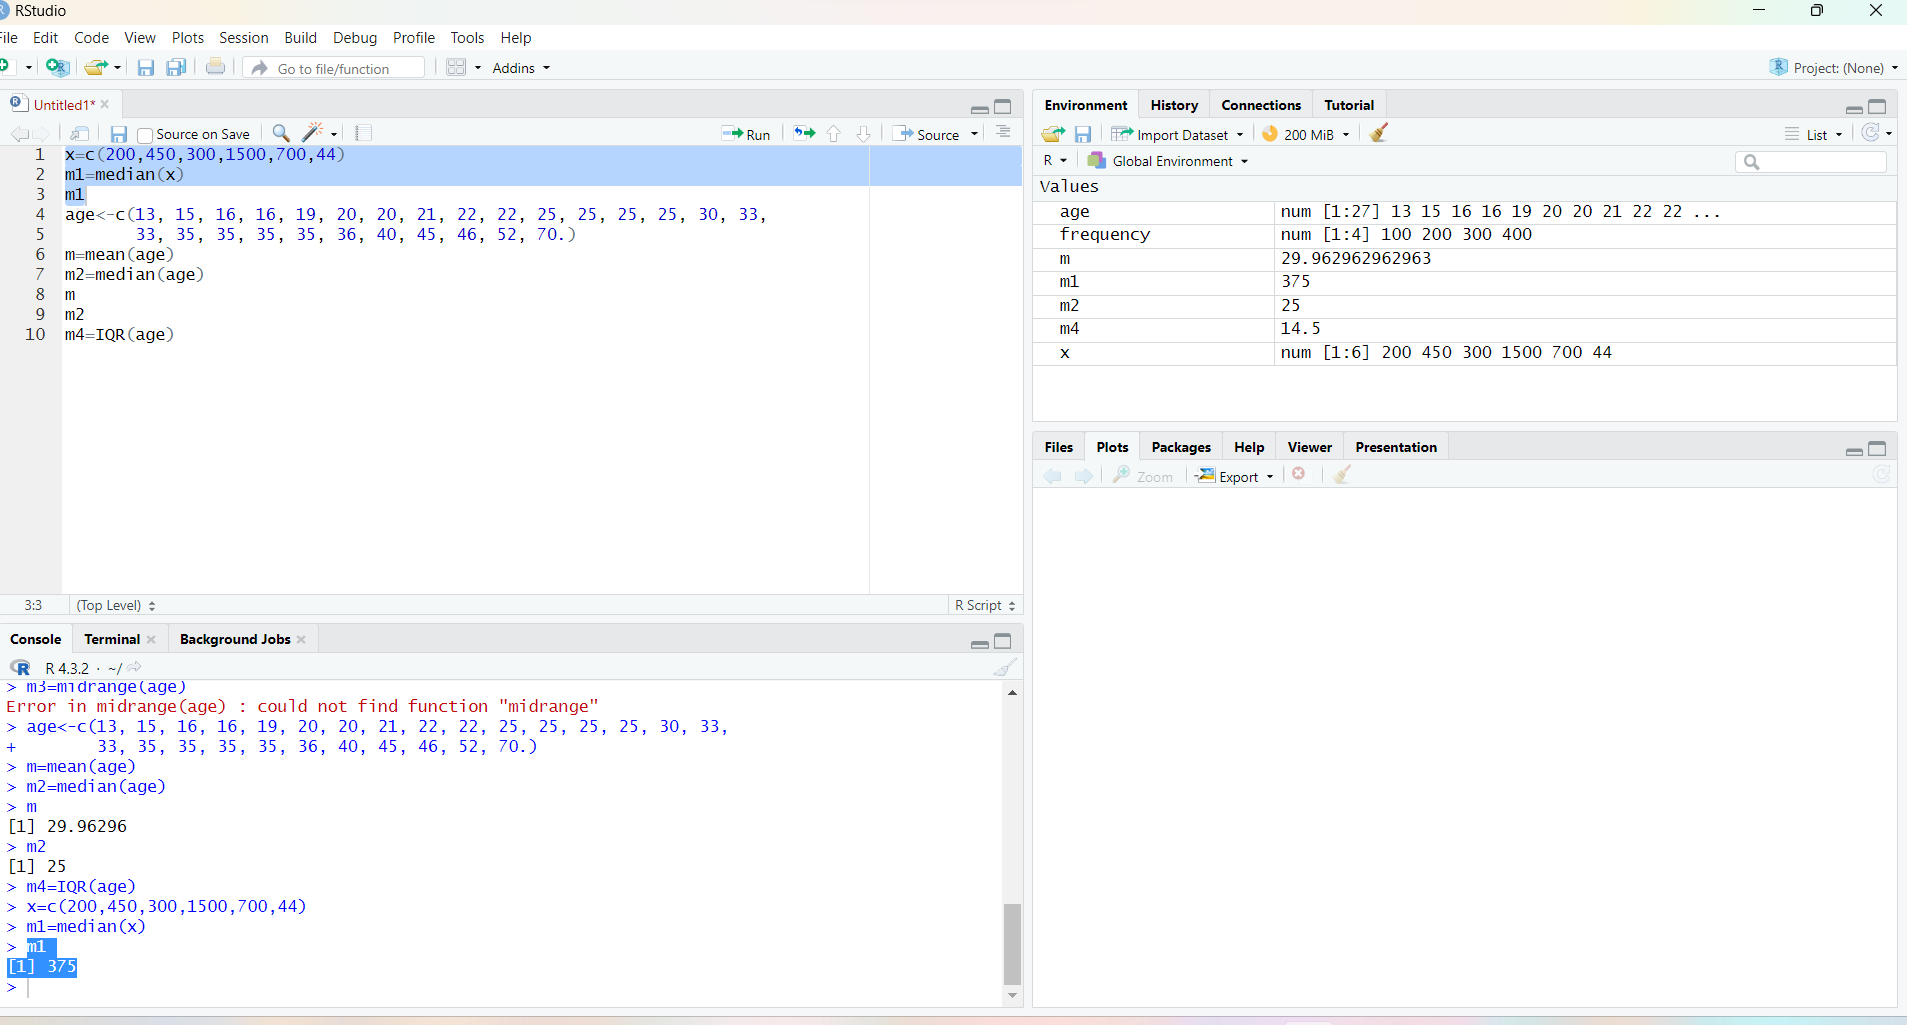 RStudio
ile Edit Code View Plots Session Build Debug Profile Tools Help
Go to file/function Addins Project: (None)
Untitled1*
Source on Save Run Source
1 x=c(200,450,300,1500,700,44)
2 m1=median(x)
3 m1
4 age<-c(13, 15, 16, 16, 19, 20, 20, 21, 22, 22, 25, 25, 25, 25, 30, 33,
5 33, 35, 35, 35, 35, 36, 40, 45, 46, 52, 70.)
6 m=mean(age)
7 m2=median(age)
8 m
9 m2
10 m4=IQR(age)
3:3 (Top Level) R Script
Console Terminal Background Jobs
R 4.3.2 · ~/
> m3=midrange(age)
Error in midrange(age) : could not find function "midrange"
> age<-c(13, 15, 16, 16, 19, 20, 20, 21, 22, 22, 25, 25, 25, 25, 30, 33,
+ 33, 35, 35, 35, 35, 36, 40, 45, 46, 52, 70.)
> m=mean(age)
> m2=median(age)
> m
[1] 29.96296
> m2
[1] 25
> m4=IQR(age)
> x=c(200,450,300,1500,700,44)
> m1=median(x)
> m1
[1] 375
>
Environment History Connections Tutorial
Import Dataset 200 MiB List
R Global Environment
Values
age num [1:27] 13 15 16 16 19 20 20 21 22 22 ...
frequency num [1:4] 100 200 300 400
m 29.962962962963
m1 375
m2 25
m4 14.5
x num [1:6] 200 450 300 1500 700 44
Files Plots Packages Help Viewer Presentation
Zoom Export